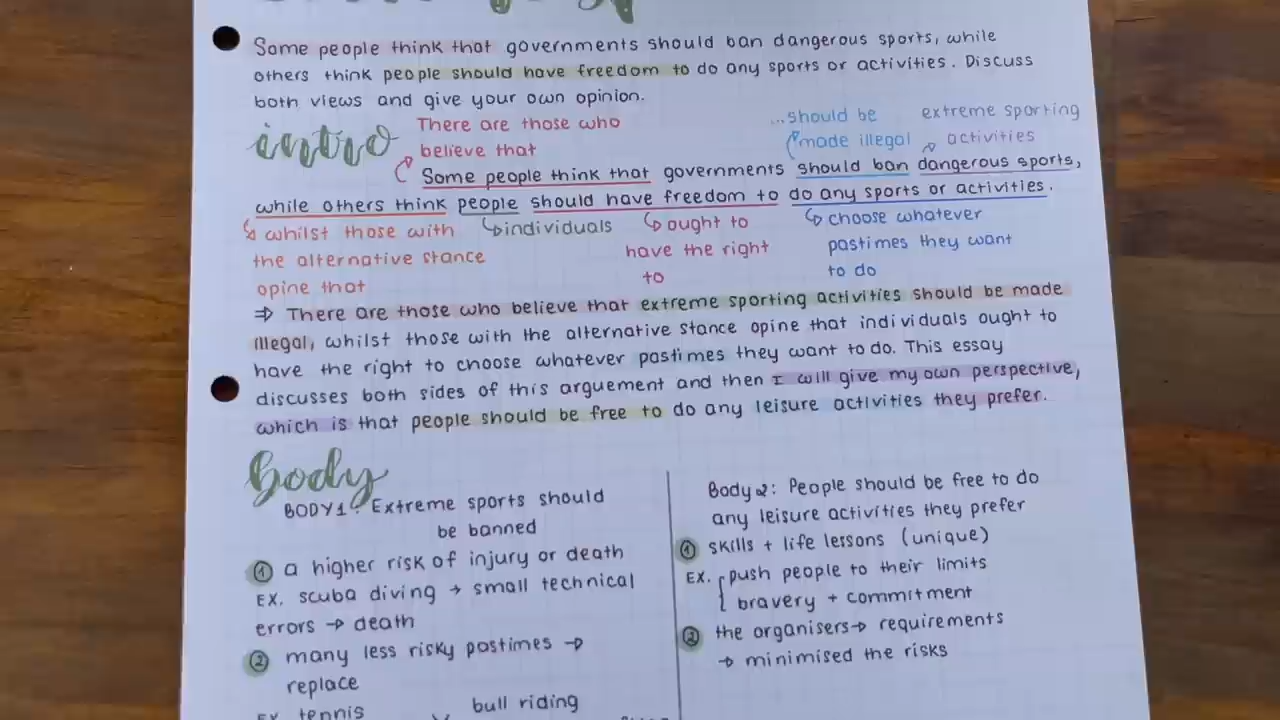 Some people think that governments should ban dangerous sports, while
others think people should have freedom to do any sports or activities. Discuss
both views and give your own opinion.
intro
There are those who
believe that
...should be
made illegal
extreme sporting
activities
Some people think that governments should ban dangerous sports,
while others think people should have freedom to do any sports or activities.
whilst those with
the alternative stance
opine that
individuals
ought to
have the right
to
choose whatever
pastimes they want
to do
⇒ There are those who believe that extreme sporting activities should be made
illegal, whilst those with the alternative stance opine that individuals ought to
have the right to choose whatever pastimes they want to do. This essay
discusses both sides of this arguement and then I will give my own perspective,
which is that people should be free to do any leisure activities they prefer.
body
BODY1: Extreme sports should
be banned
① a higher risk of injury or death
EX. scuba diving → small technical
errors → death
② many less risky pastimes →
replace
EX. tennis
bull riding
Body2: People should be free to do
any leisure activities they prefer
① skills + life lessons (unique)
EX. push people to their limits
bravery + commitment
② the organisers → requirements
→ minimised the risks